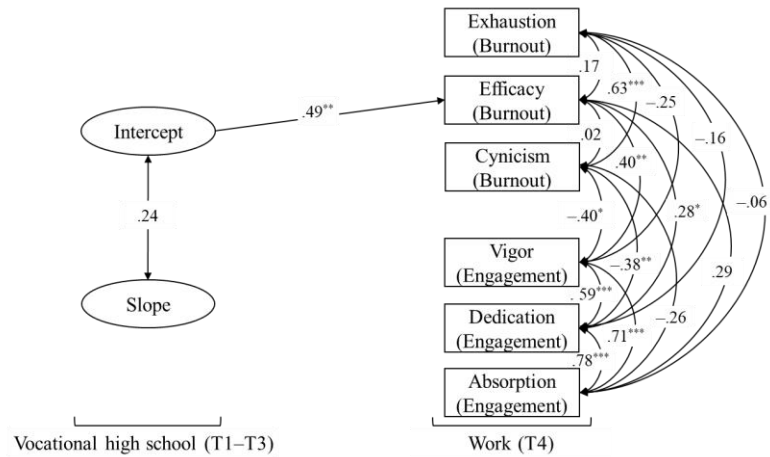 Exhaustion
(Burnout)
.17
Efficacy
(Burnout)
.63***
–.25
.49**
Intercept
.02
–.16
Cynicism
(Burnout)
.40**
–.06
.24
–.40*
.28*
Vigor
(Engagement)
–.38**
.29
Slope
.59***
Dedication
(Engagement)
–.26
.71***
.78***
Absorption
(Engagement)
Vocational high school (T1–T3)
Work (T4)